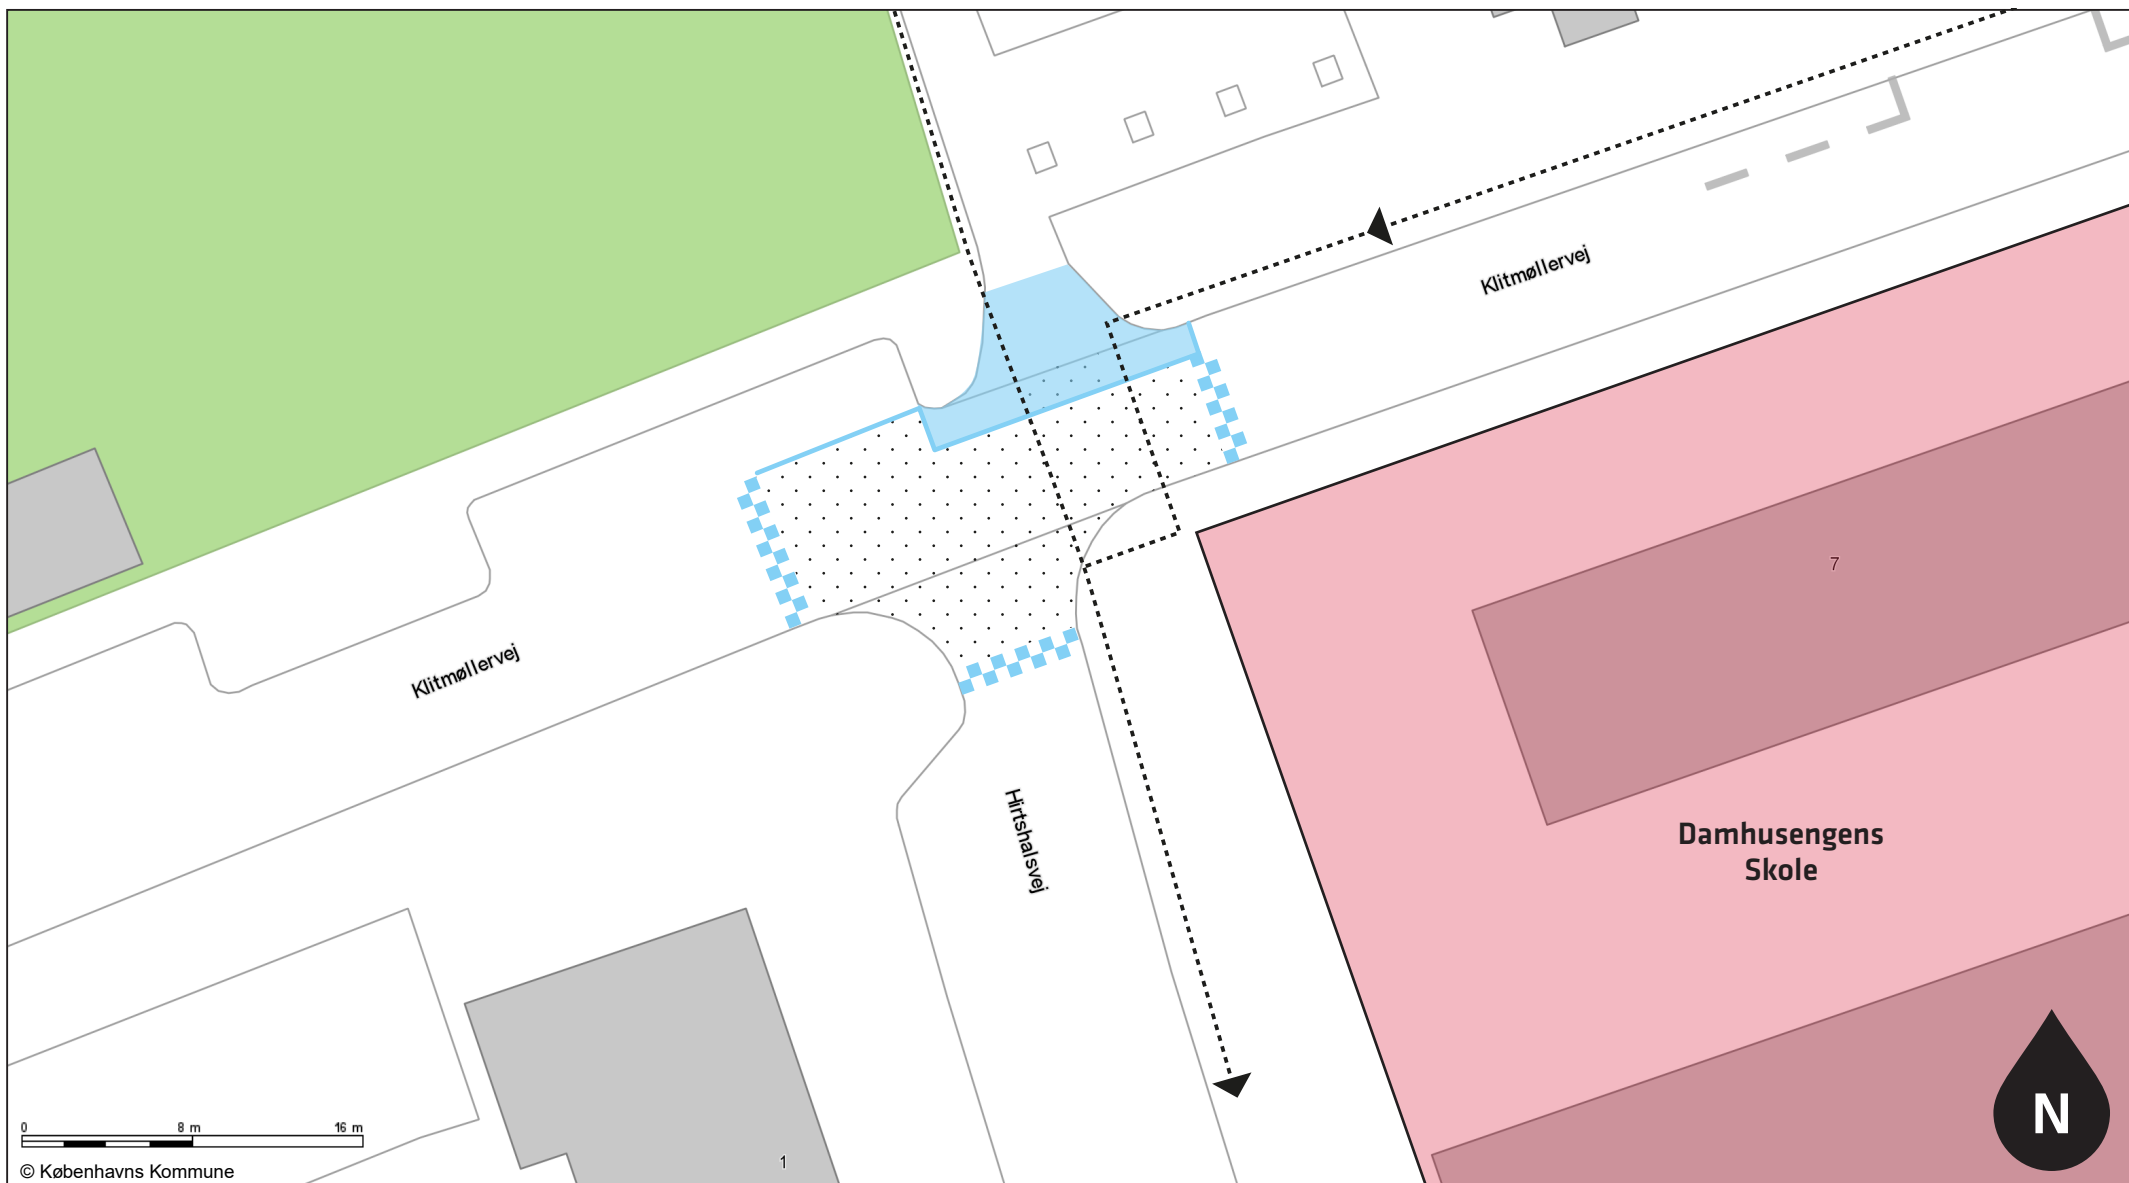 Klitmøllervej
7
Klitmøllervej
Hirtshalsvej
Damhusengens
Skole
N
0 8 m 16 m
1
© Københavns Kommune